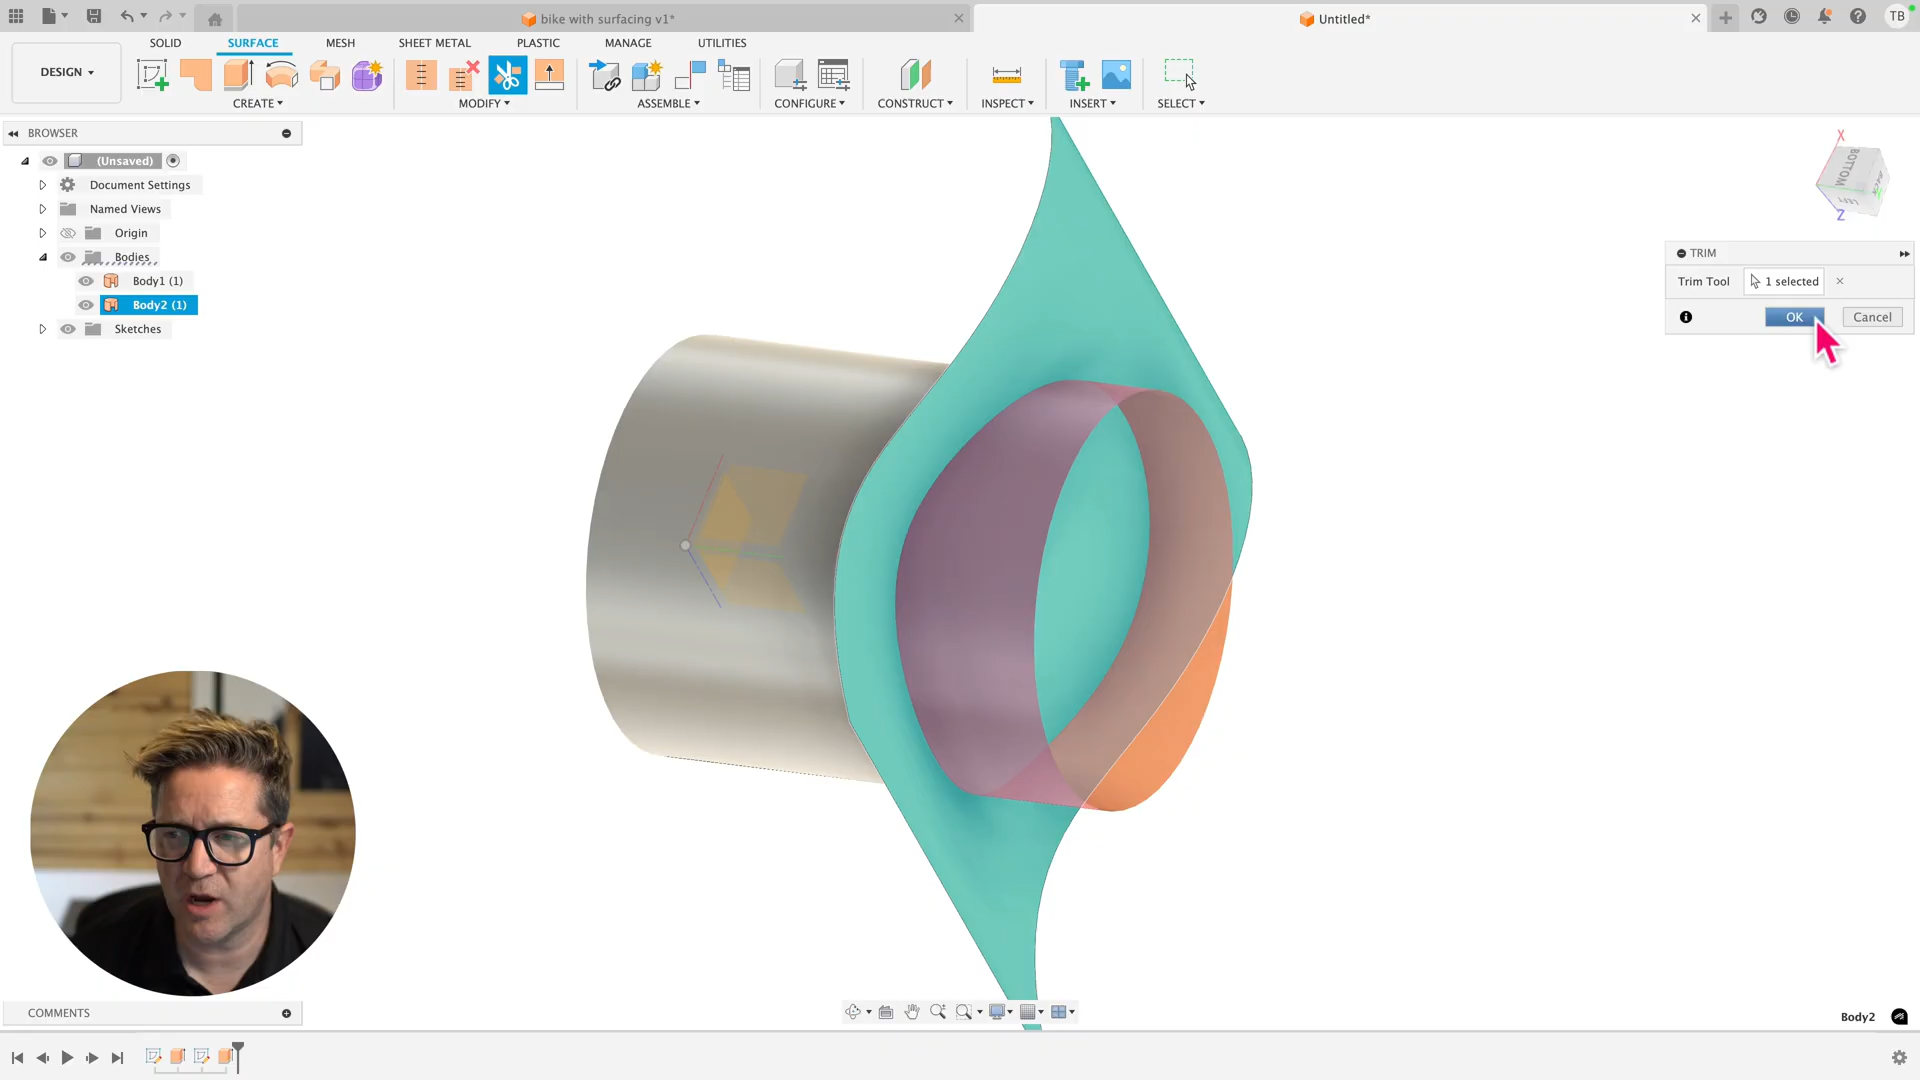 bike with surfacing v1*
Untitled*
TB
DESIGN
SOLID
SURFACE
MESH
SHEET METAL
PLASTIC
MANAGE
UTILITIES
CREATE
MODIFY
ASSEMBLE
CONFIGURE
CONSTRUCT
INSPECT
INSERT
SELECT
BROWSER
(Unsaved)
Document Settings
Named Views
Origin
Bodies
Body1 (1)
Body2 (1)
Sketches
X
BOTTOM
LEFT
Z
TRIM
Trim Tool
1 selected
OK
Cancel
COMMENTS
Body2